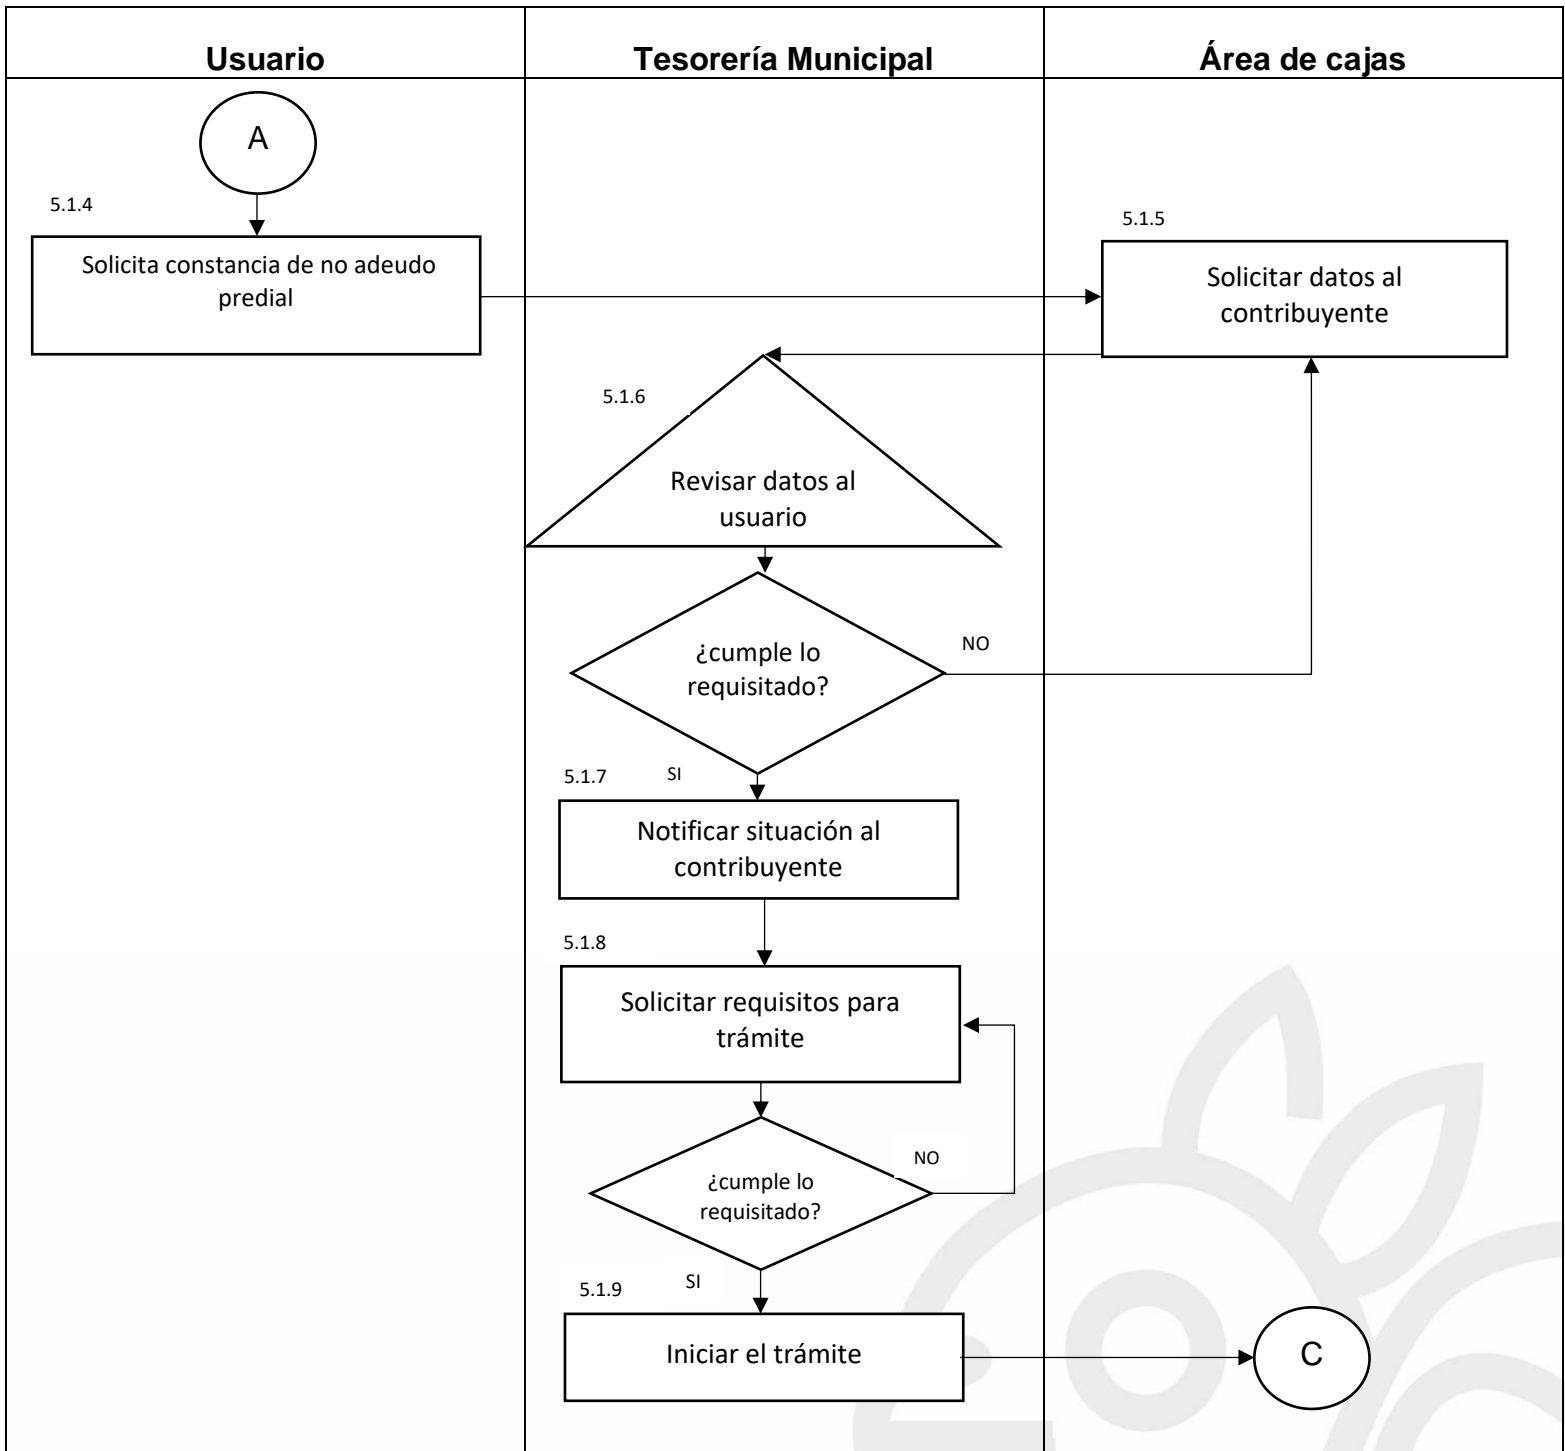 Usuario
Tesorería Municipal
Área de cajas
A
5.1.4
Solicita constancia de no adeudo
predial
5.1.5
Solicitar datos al
contribuyente
5.1.6
Revisar datos al
usuario
¿cumple lo
requisitado?
NO
SI
5.1.7
Notificar situación al
contribuyente
5.1.8
Solicitar requisitos para
trámite
¿cumple lo
requisitado?
NO
SI
5.1.9
Iniciar el trámite
C